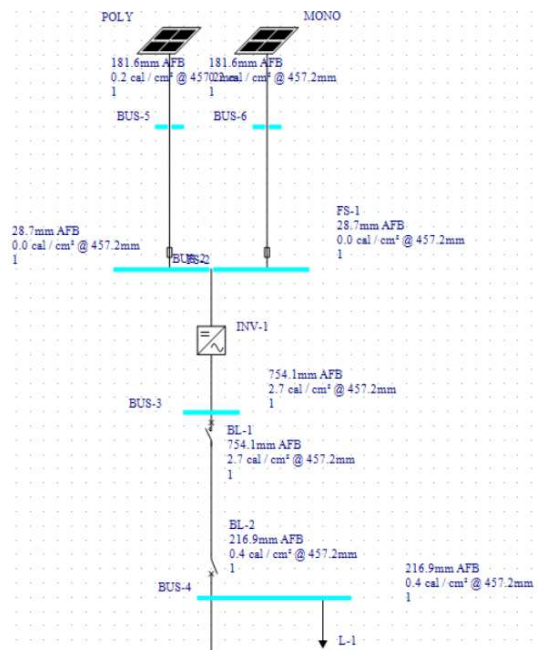 POLY
MONO
181.6mm AFB
0.2 cal / cm² @ 457.2mm
1
181.6mm AFB
1
BUS-5
BUS-6
28.7mm AFB
0.0 cal / cm² @ 457.2mm
1
FS-1
28.7mm AFB
0.0 cal / cm² @ 457.2mm
1
BUS-2
FS-2
INV-1
754.1mm AFB
2.7 cal / cm² @ 457.2mm
1
BUS-3
BL-1
754.1mm AFB
2.7 cal / cm² @ 457.2mm
1
BL-2
216.9mm AFB
0.4 cal / cm² @ 457.2mm
1
BUS-4
216.9mm AFB
0.4 cal / cm² @ 457.2mm
1
L-1